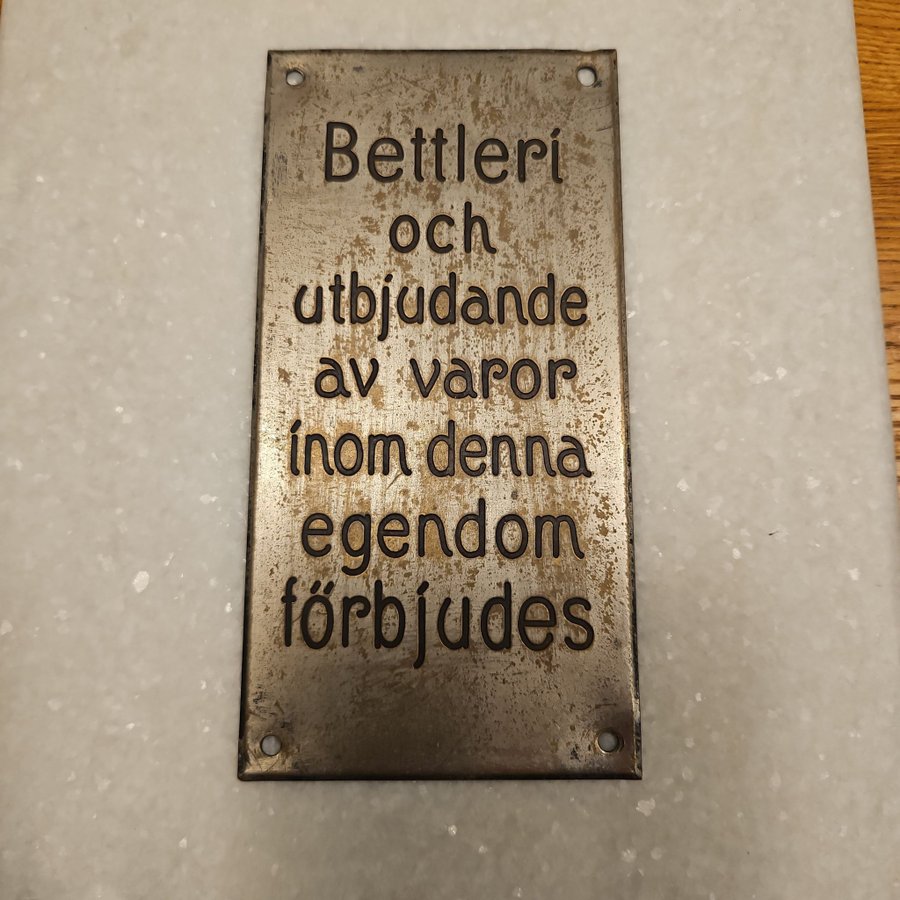 Bettleri
och
utbjudande
av varor
inom denna
egendom
förbjudes